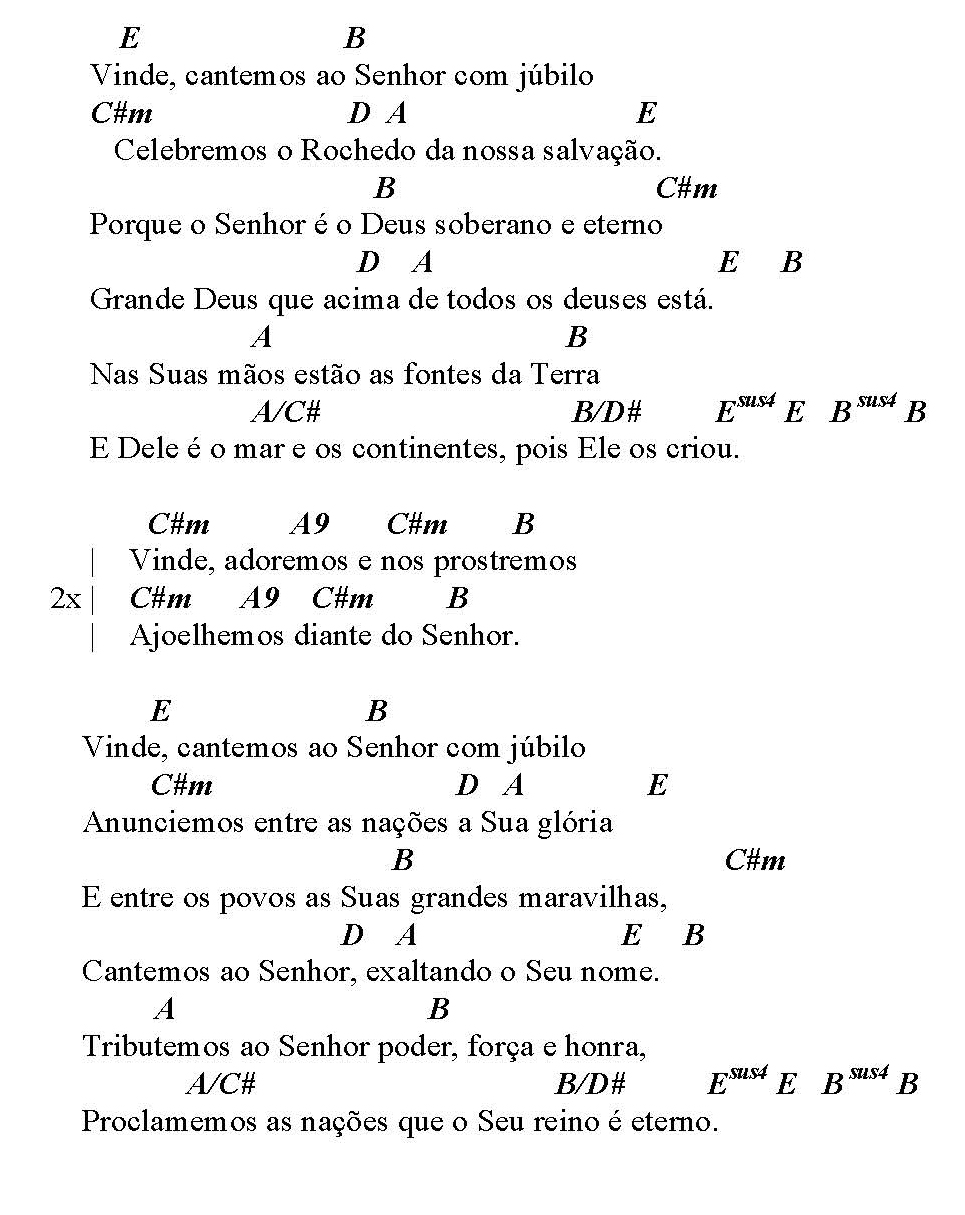 E B
Vinde, cantemos ao Senhor com júbilo
C#m D A E
Celebremos o Rochedo da nossa salvação.
B C#m
Porque o Senhor é o Deus soberano e eterno
D A E B
Grande Deus que acima de todos os deuses está.
A B
Nas Suas mãos estão as fontes da Terra
A/C# B/D# Esus4 E B sus4 B
E Dele é o mar e os continentes, pois Ele os criou.
C#m A9 C#m B
| Vinde, adoremos e nos prostremos
2x | C#m A9 C#m B
| Ajoelhemos diante do Senhor.
E B
Vinde, cantemos ao Senhor com júbilo
C#m D A E
Anunciemos entre as nações a Sua glória
B C#m
E entre os povos as Suas grandes maravilhas,
D A E B
Cantemos ao Senhor, exaltando o Seu nome.
A B
Tributemos ao Senhor poder, força e honra,
A/C# B/D# Esus4 E B sus4 B
Proclamemos as nações que o Seu reino é eterno.